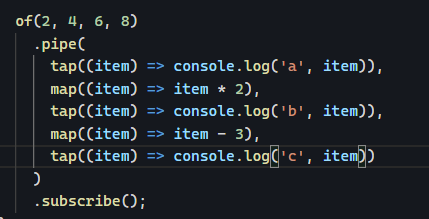 of(2, 4, 6, 8)
  .pipe(
    tap((item) => console.log('a', item)),
    map((item) => item * 2),
    tap((item) => console.log('b', item)),
    map((item) => item - 3),
    tap((item) => console.log('c', item))
  )
  .subscribe();